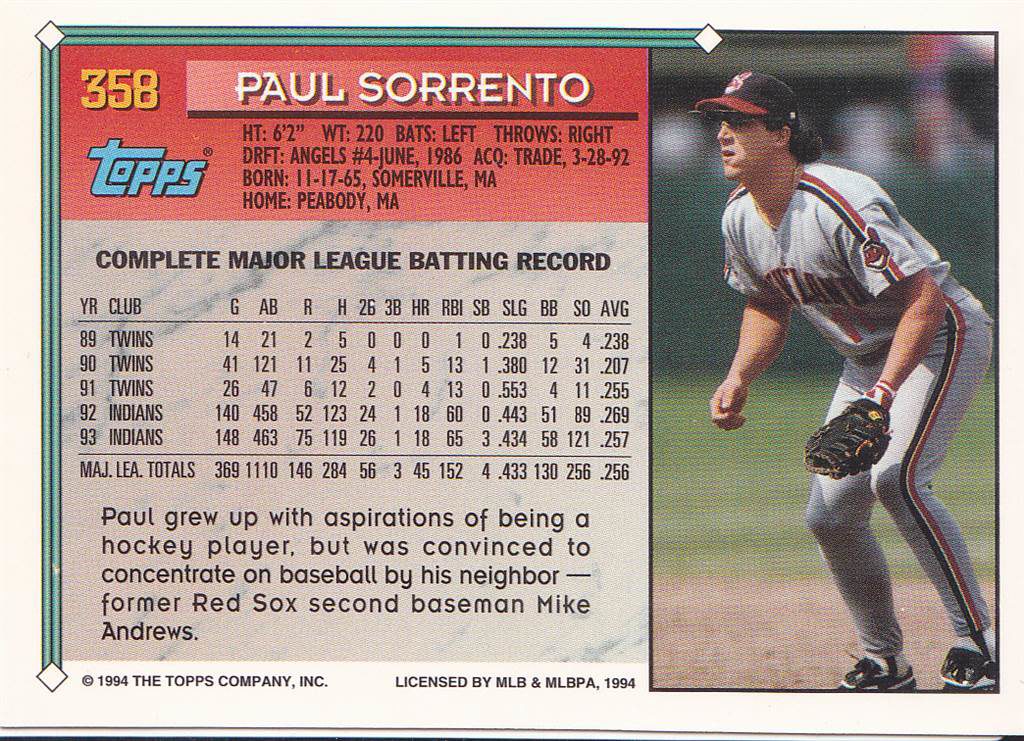 358
PAUL SORRENTO
TOPPS®
HT: 6'2" WT: 220 BATS: LEFT THROWS: RIGHT
DRFT: ANGELS #4-JUNE, 1986 ACQ: TRADE, 3-28-92
BORN: 11-17-65, SOMERVILLE, MA
HOME: PEABODY, MA
COMPLETE MAJOR LEAGUE BATTING RECORD
YR CLUB G AB R H 2B 3B HR RBI SB SLG BB SO AVG
89 TWINS 14 21 2 5 0 0 0 1 0 .238 5 4 .238
90 TWINS 41 121 11 25 4 1 5 13 1 .380 12 31 .207
91 TWINS 26 47 6 12 2 0 4 13 0 .553 4 11 .255
92 INDIANS 140 458 52 123 24 1 18 60 0 .443 51 89 .269
93 INDIANS 148 463 75 119 26 1 18 65 3 .434 58 121 .257
MAJ. LEA. TOTALS 369 1110 146 284 56 3 45 152 4 .433 130 256 .256
Paul grew up with aspirations of being a
hockey player, but was convinced to
concentrate on baseball by his neighbor —
former Red Sox second baseman Mike
Andrews.
© 1994 THE TOPPS COMPANY, INC. LICENSED BY MLB & MLBPA, 1994